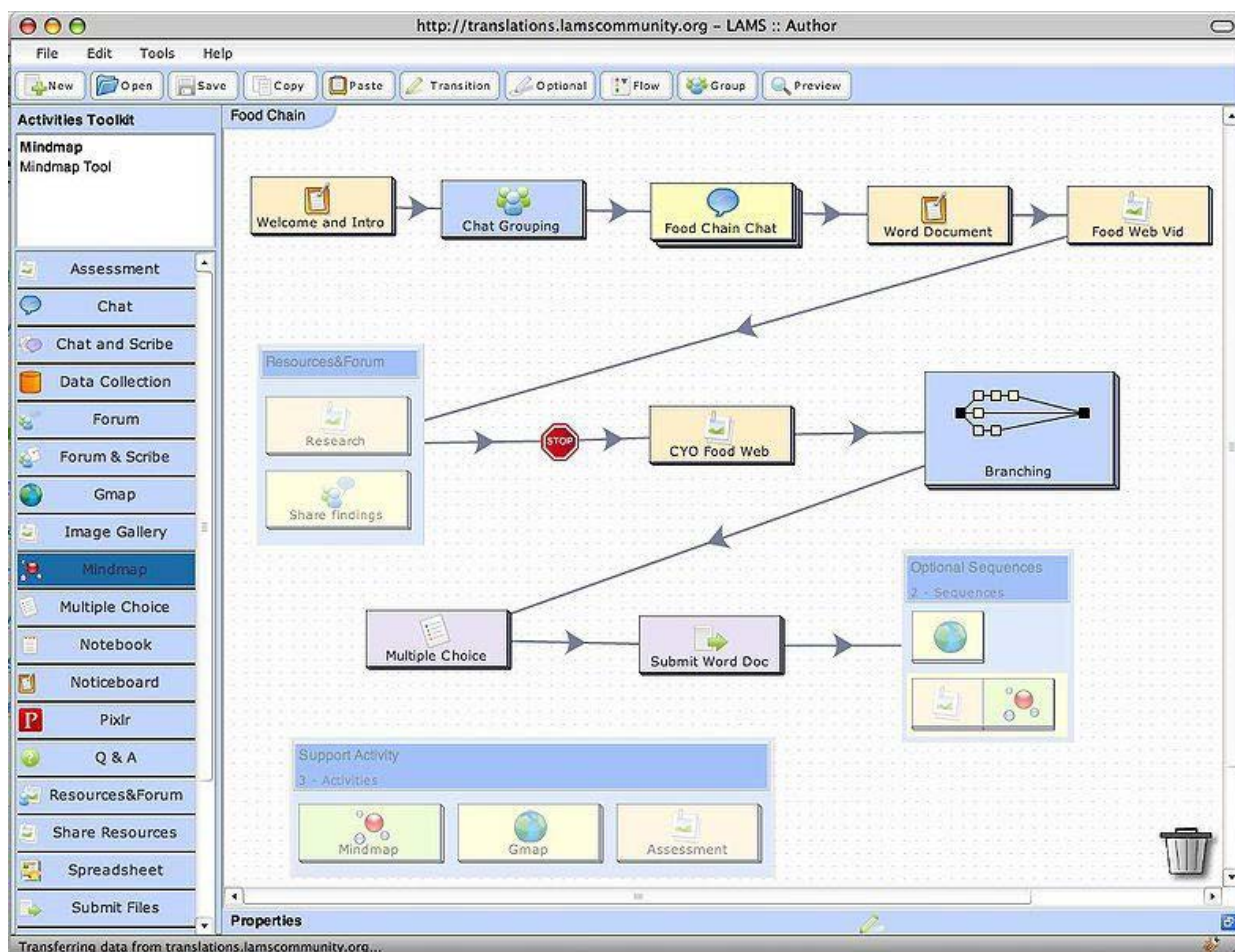 http://translations.lamscommunity.org – LAMS :: Author
File Edit Tools Help
New Open Save Copy Paste Transition Optional Flow Group Preview
Activities Toolkit
Mindmap
Mindmap Tool
Assessment
Chat
Chat and Scribe
Data Collection
Forum
Forum & Scribe
Gmap
Image Gallery
Mindmap
Multiple Choice
Notebook
Noticeboard
P Pixlr
Q & A
Resources&Forum
Share Resources
Spreadsheet
Submit Files
Food Chain
Welcome and Intro
Chat Grouping
Food Chain Chat
Word Document
Food Web Vid
Resources&Forum
Research
Share findings
STOP
CYO Food Web
Branching
Multiple Choice
Submit Word Doc
Optional Sequences
2 - Sequences
Support Activity
3 - Activities
Mindmap
Gmap
Assessment
Properties
Transferring data from translations.lamscommunity.org...